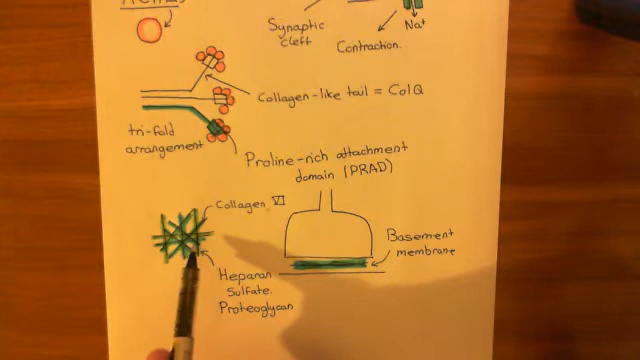 Synaptic
cleft
Na+
Contraction.
Collagen-like tail = ColQ
tri-fold
arrangement
Proline-rich attachment
domain (PRAD)
Collagen VI
Basement
membrane
Heparan
Sulfate.
Proteoglycan